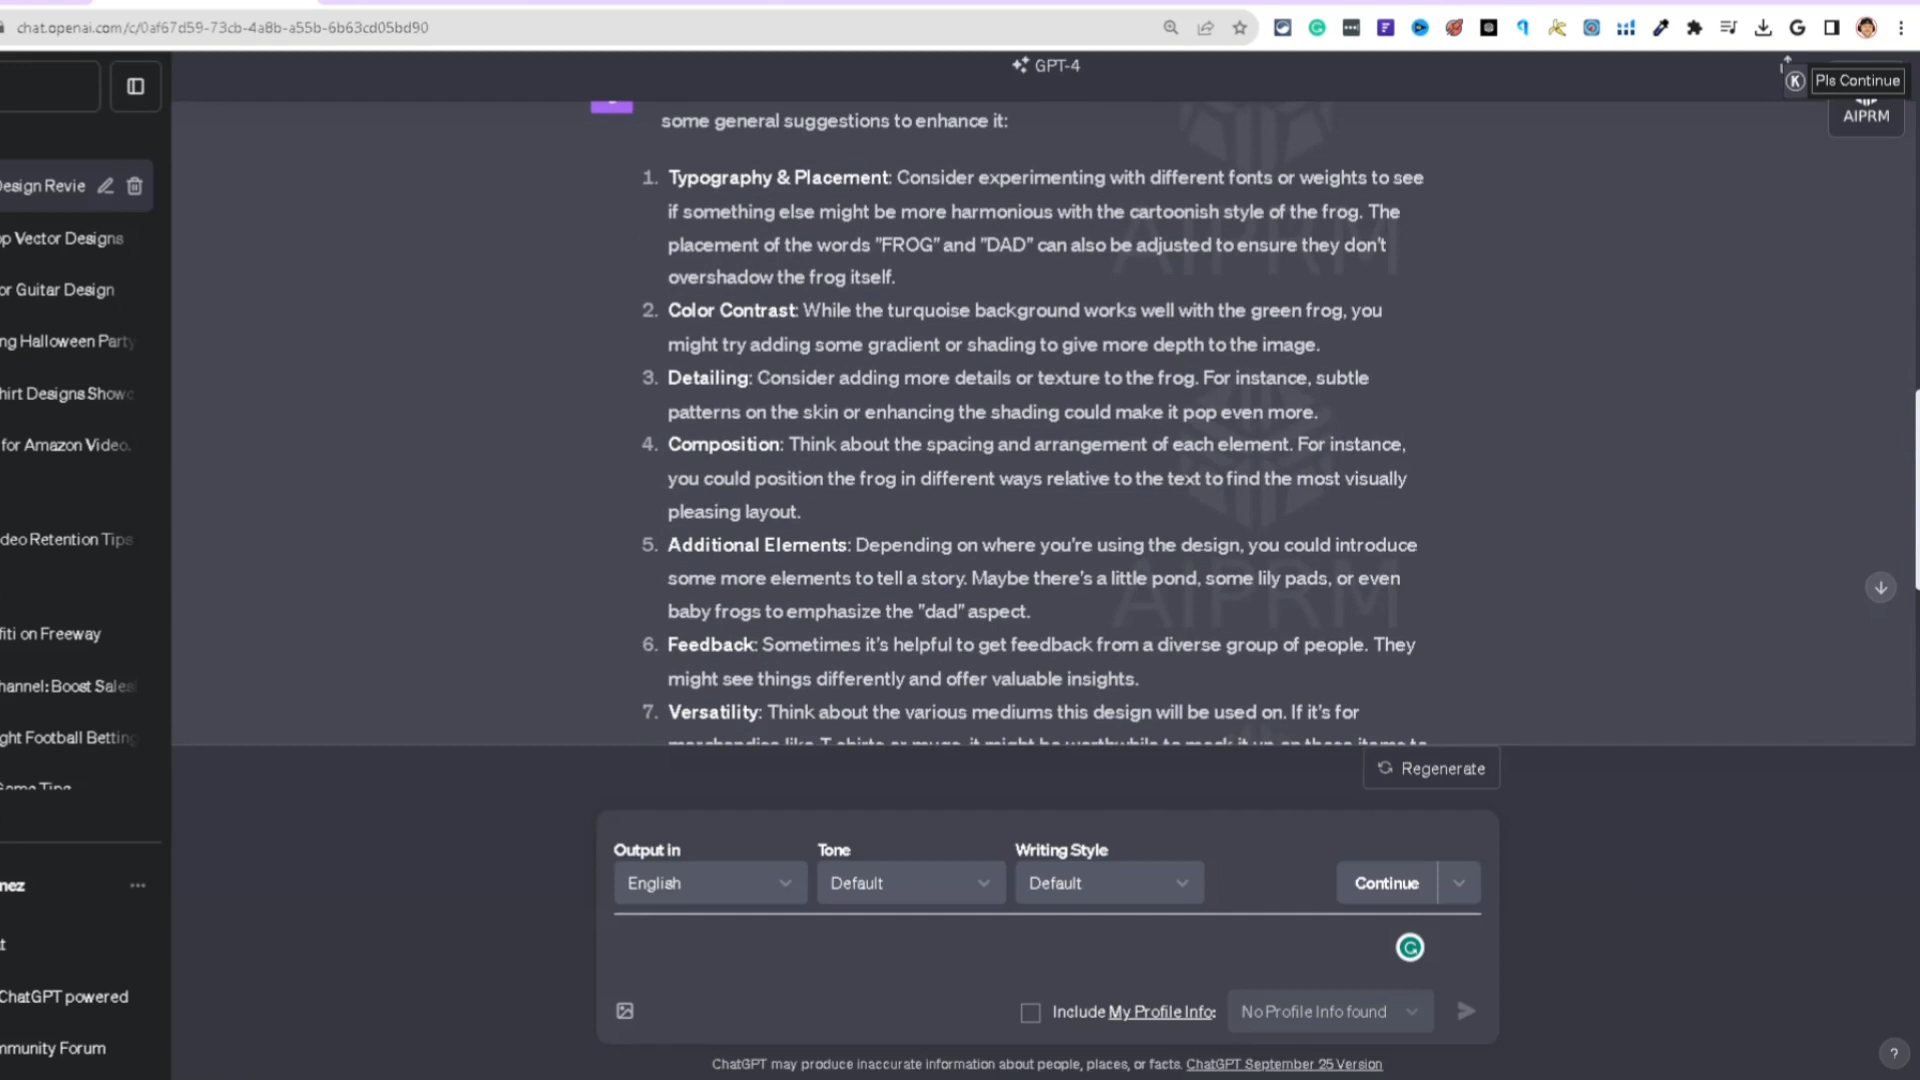 chat.openai.com/c/0af67d59-73cb-4a8b-a55b-6b63cd05bd90
GPT-4
K Pls Continue
AIPRM
some general suggestions to enhance it:
1. Typography & Placement: Consider experimenting with different fonts or weights to see
if something else might be more harmonious with the cartoonish style of the frog. The
placement of the words "FROG" and "DAD" can also be adjusted to ensure they don't
overshadow the frog itself.
2. Color Contrast: While the turquoise background works well with the green frog, you
might try adding some gradient or shading to give more depth to the image.
3. Detailing: Consider adding more details or texture to the frog. For instance, subtle
patterns on the skin or enhancing the shading could make it pop even more.
4. Composition: Think about the spacing and arrangement of each element. For instance,
you could position the frog in different ways relative to the text to find the most visually
pleasing layout.
5. Additional Elements: Depending on where you're using the design, you could introduce
some more elements to tell a story. Maybe there's a little pond, some lily pads, or even
baby frogs to emphasize the "dad" aspect.
6. Feedback: Sometimes it's helpful to get feedback from a diverse group of people. They
might see things differently and offer valuable insights.
7. Versatility: Think about the various mediums this design will be used on. If it's for
AIPRM
AIPRM
Design Revie
op Vector Designs
or Guitar Design
ng Halloween Party
hirt Designs Showc
for Amazon Video.
deo Retention Tips
fiti on Freeway
hannel: Boost Sales
ght Football Betting
nez
t
ChatGPT powered
mmunity Forum
Regenerate
Output in
Tone
Writing Style
English
Default
Default
Continue
Include My Profile Info:
No Profile Info found
ChatGPT may produce inaccurate information about people, places, or facts. ChatGPT September 25 Version
?